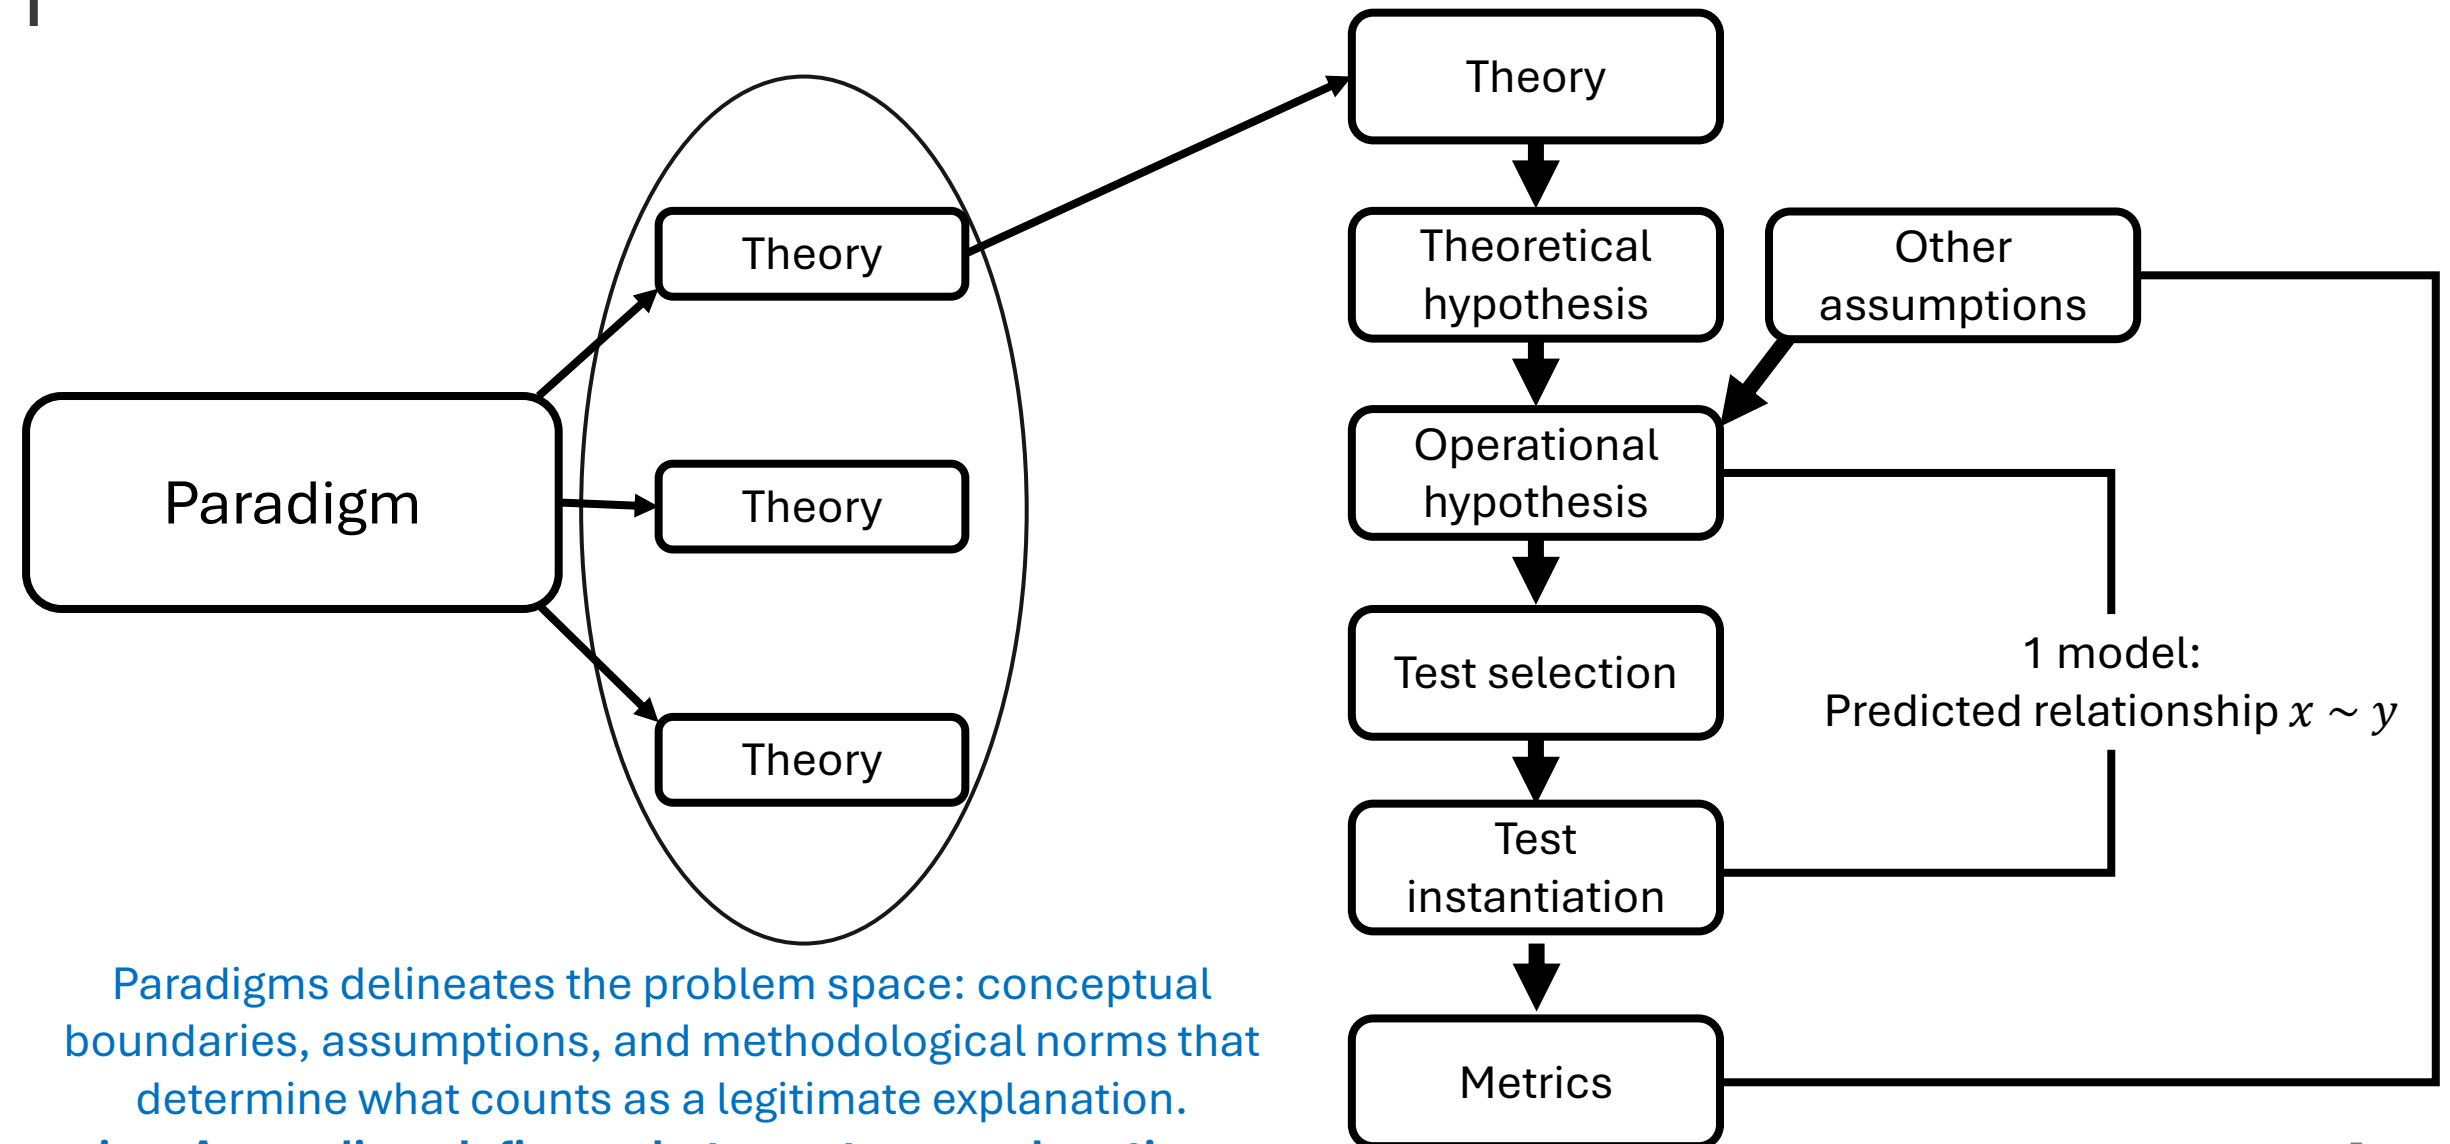 Theory
Theory
Theoretical
hypothesis
Other
assumptions
Operational
hypothesis
Paradigm
Theory
Test selection
1 model:
Predicted relationship x ~ y
Theory
Test
instantiation
Paradigms delineates the problem space: conceptual
boundaries, assumptions, and methodological norms that
determine what counts as a legitimate explanation.
Metrics